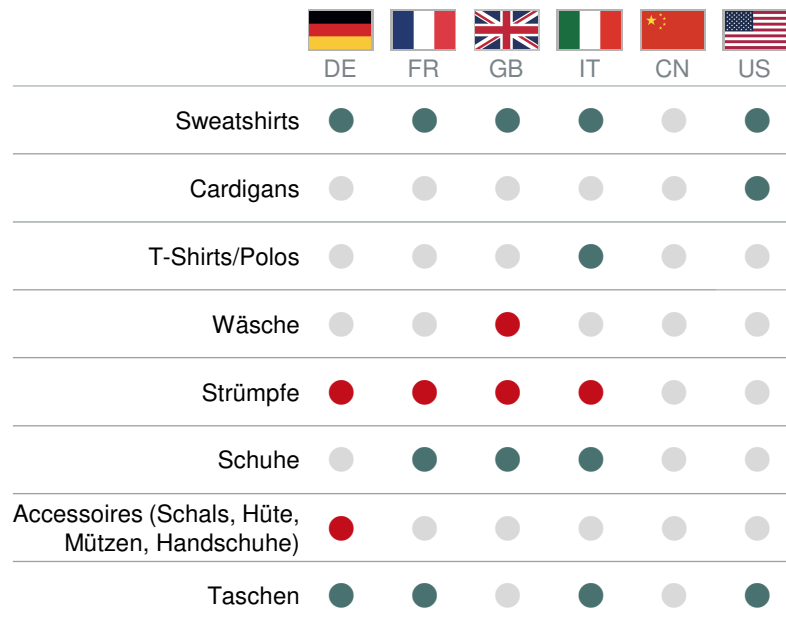 DE FR GB IT CN US
Sweatshirts
Cardigans
T-Shirts/Polos
Wäsche
Strümpfe
Schuhe
Accessoires (Schals, Hüte,
Mützen, Handschuhe)
Taschen